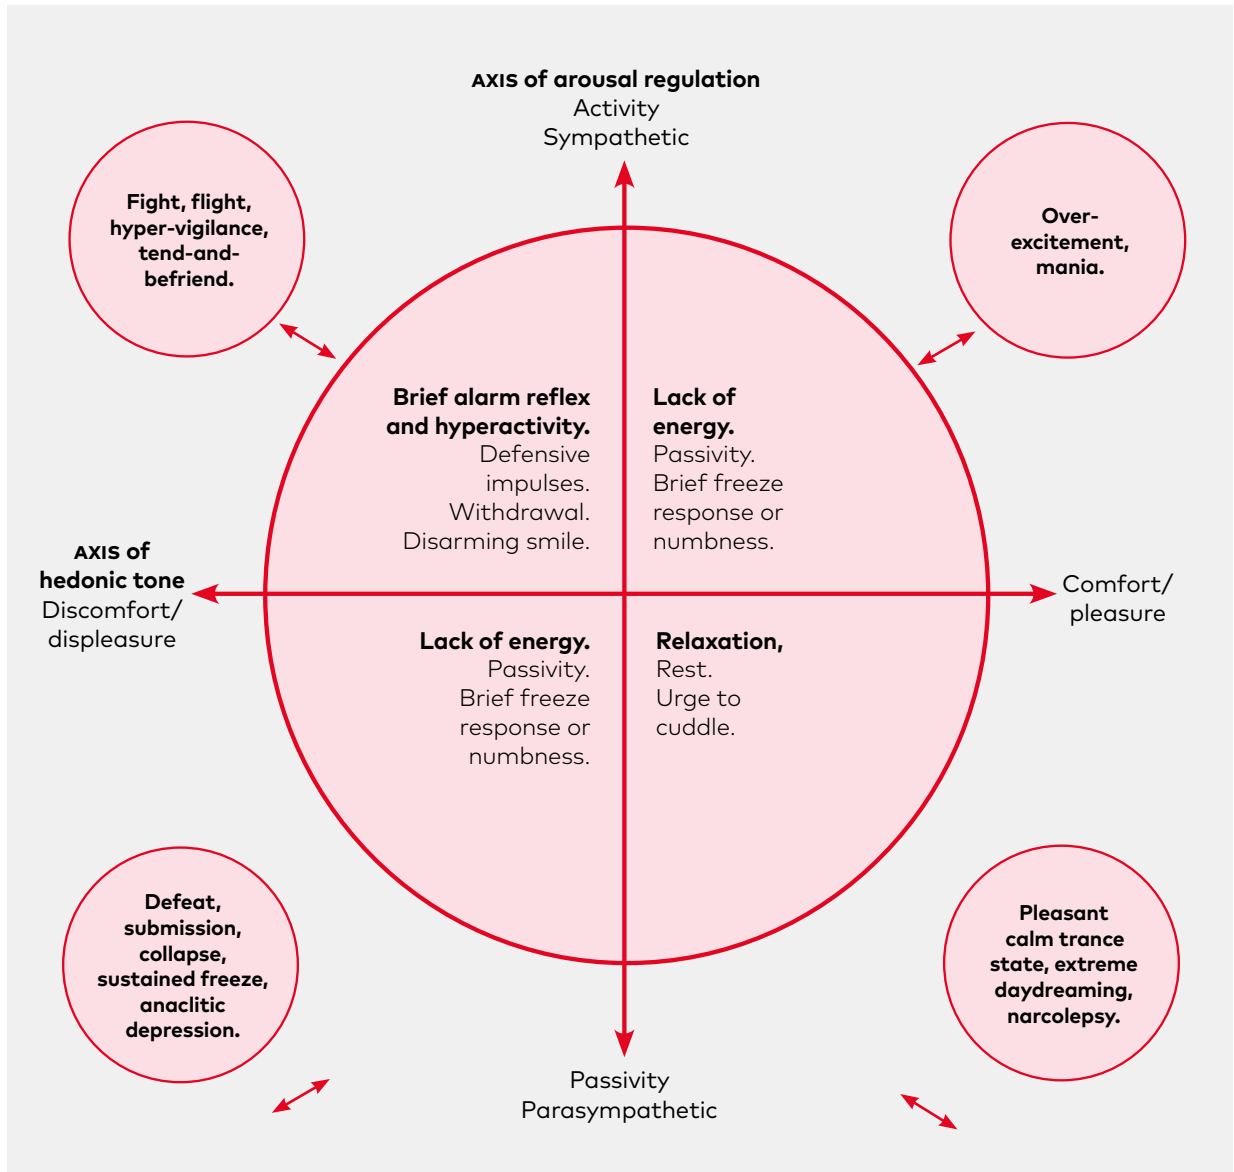 AXIS of arousal regulation
Activity
Sympathetic
Fight, flight,
hyper-vigilance,
tend-and-
befriend.
Over-
excitement,
mania.
Brief alarm reflex
and hyperactivity.
Defensive
impulses.
Withdrawal.
Disarming smile.
Lack of
energy.
Passivity.
Brief freeze
response or
numbness.
AXIS of
hedonic tone
Discomfort/
displeasure
Comfort/
pleasure
Lack of energy.
Passivity.
Brief freeze
response or
numbness.
Relaxation,
Rest.
Urge to
cuddle.
Defeat,
submission,
collapse,
sustained freeze,
anaclitic
depression.
Pleasant
calm trance
state, extreme
daydreaming,
narcolepsy.
Passivity
Parasympathetic